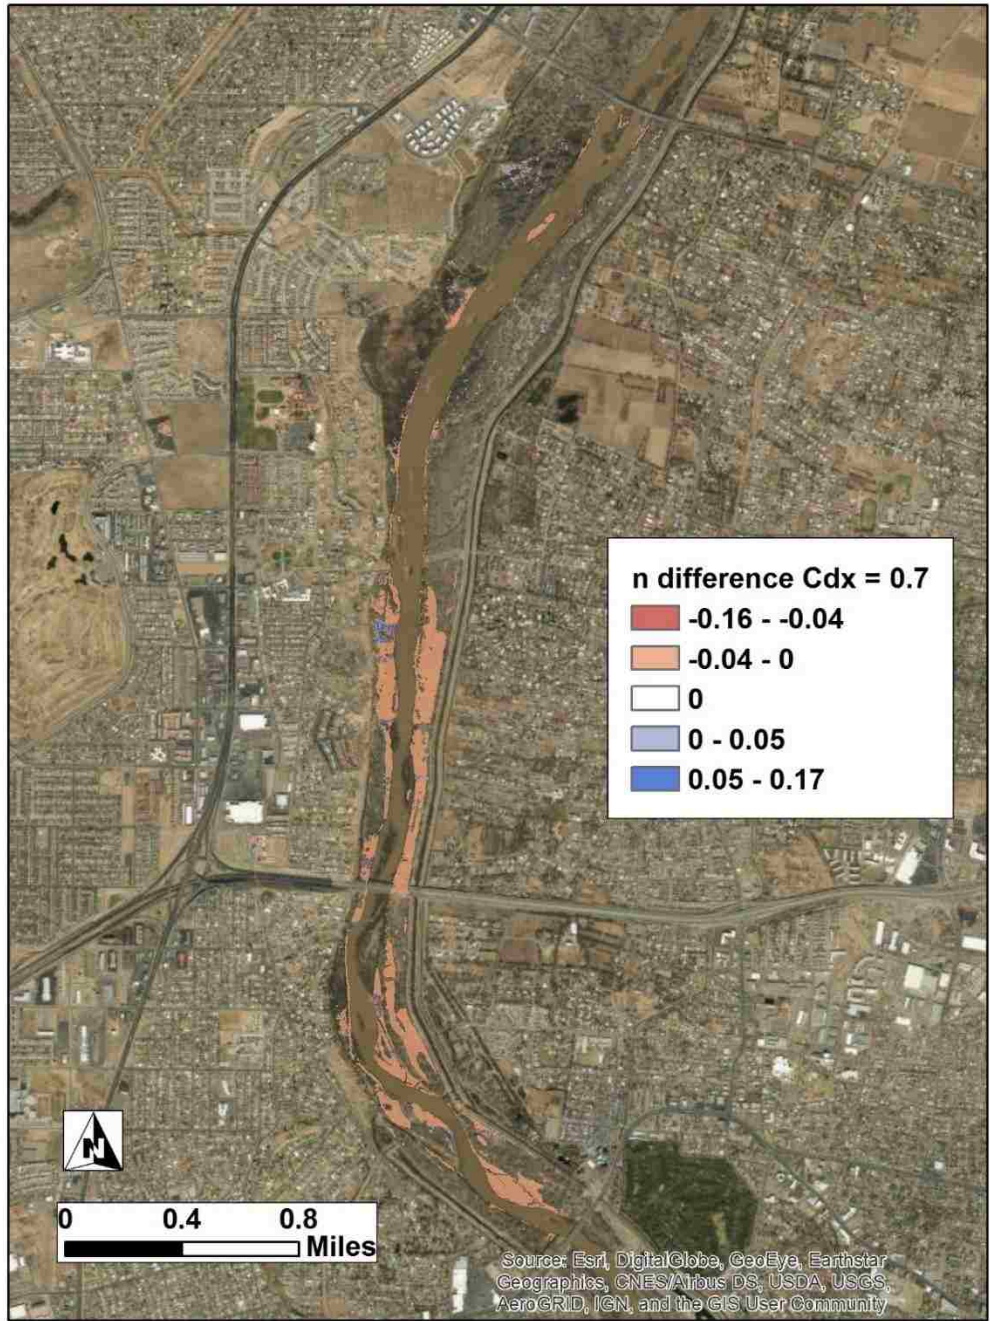 n difference Cdx = 0.7
-0.16 - -0.04
-0.04 - 0
0
0 - 0.05
0.05 - 0.17
N
0 0.4 0.8
Miles
Source: Esri, DigitalGlobe, GeoEye, Earthstar
Geographics, CNES/Airbus DS, USDA, USGS,
AeroGRID, IGN, and the GIS User Community